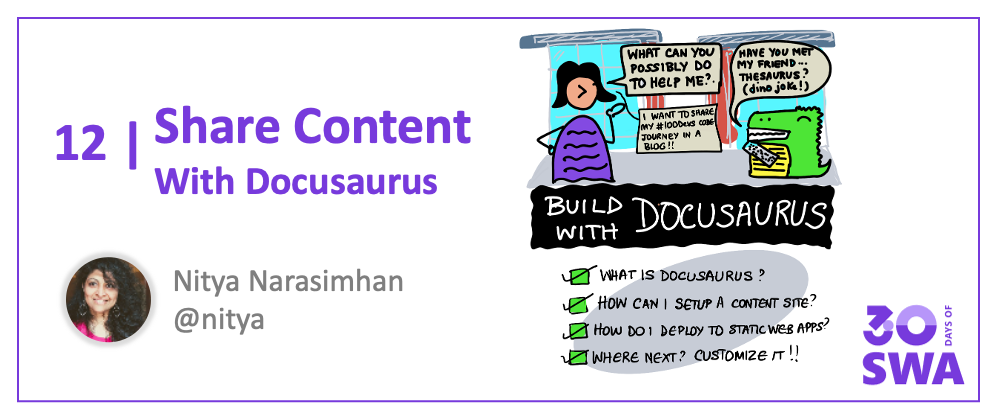 12 |
Share Content
With Docusaurus
Nitya Narasimhan
@nitya
WHAT CAN YOU
POSSIBLY DO
TO HELP ME?
I WANT TO SHARE
MY #100DAYS CODE
JOURNEY IN A
BLOG!!
HAVE YOU MET
MY FRIEND...
THESAURUS?
(dino joke!)
BUILD
WITH
DOCUSAURUS
WHAT IS DOCUSAURUS?
HOW CAN I SETUP A CONTENT SITE?
HOW DO I DEPLOY TO STATIC WEB APPS?
WHERE NEXT? CUSTOMIZE IT!!
30
DAYS OF
SWA